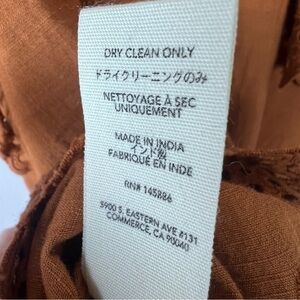 DRY CLEAN ONLY
ドライクリーニングのみ
NETTOYAGE À SEC
UNIQUEMENT
MADE IN INDIA
インド製
FABRIQUÉ EN INDE
RN# 145886
5900 S. EASTERN AVE #131
COMMERCE, CA 90040